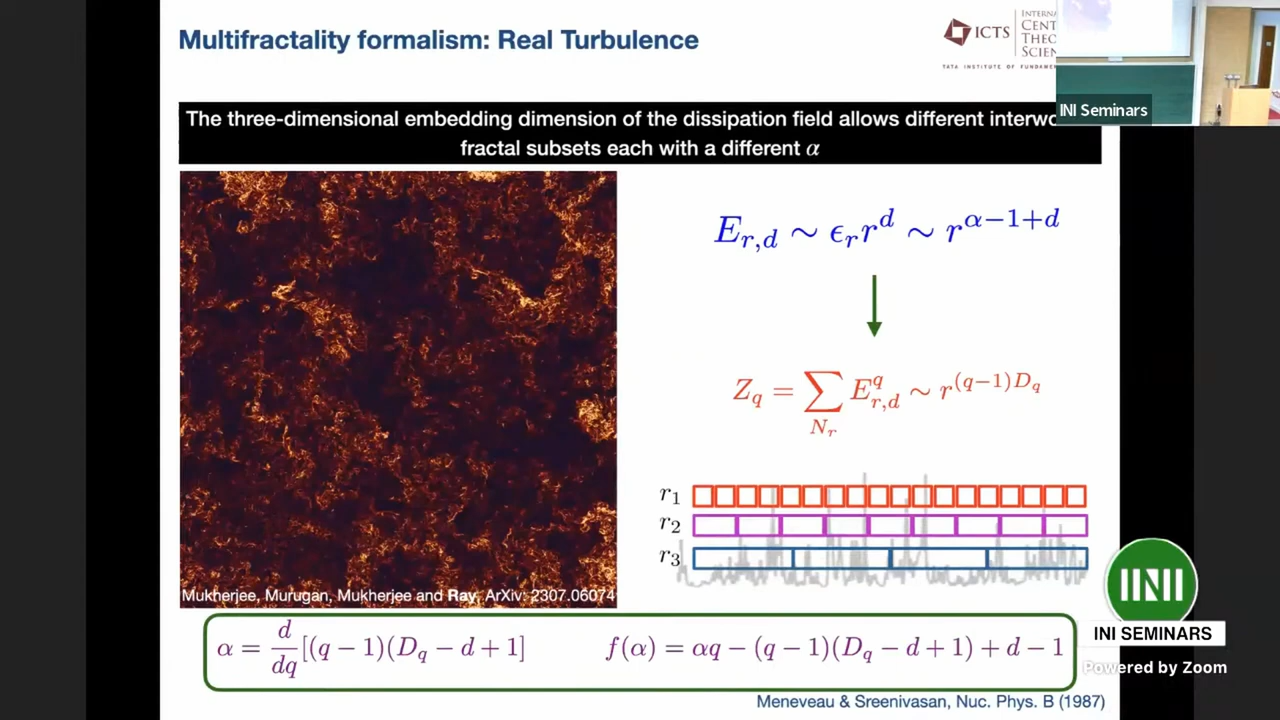 Multifractality formalism: Real Turbulence
ICTS
TATA INSTITUTE OF
INI Seminars
The three-dimensional embedding dimension of the dissipation field allows different
fractal subsets each with a different α
E_{r,d} ∼ ϵ_r r^d ∼ r^{α−1+d}
Z_q = ∑_{N_r} E^q_{r,d} ∼ r^{(q−1)D_q}
r_1
r_2
r_3
Mukherjee, Murugan, Mukherjee and Ray, ArXiv: 2307.06074
α = d/dq [(q − 1)(D_q − d + 1]
f(α) = αq − (q − 1)(D_q − d + 1) + d − 1
Meneveau & Sreenivasan, Nuc. Phys. B (1987)
INI
INI SEMINARS
Powered by Zoom